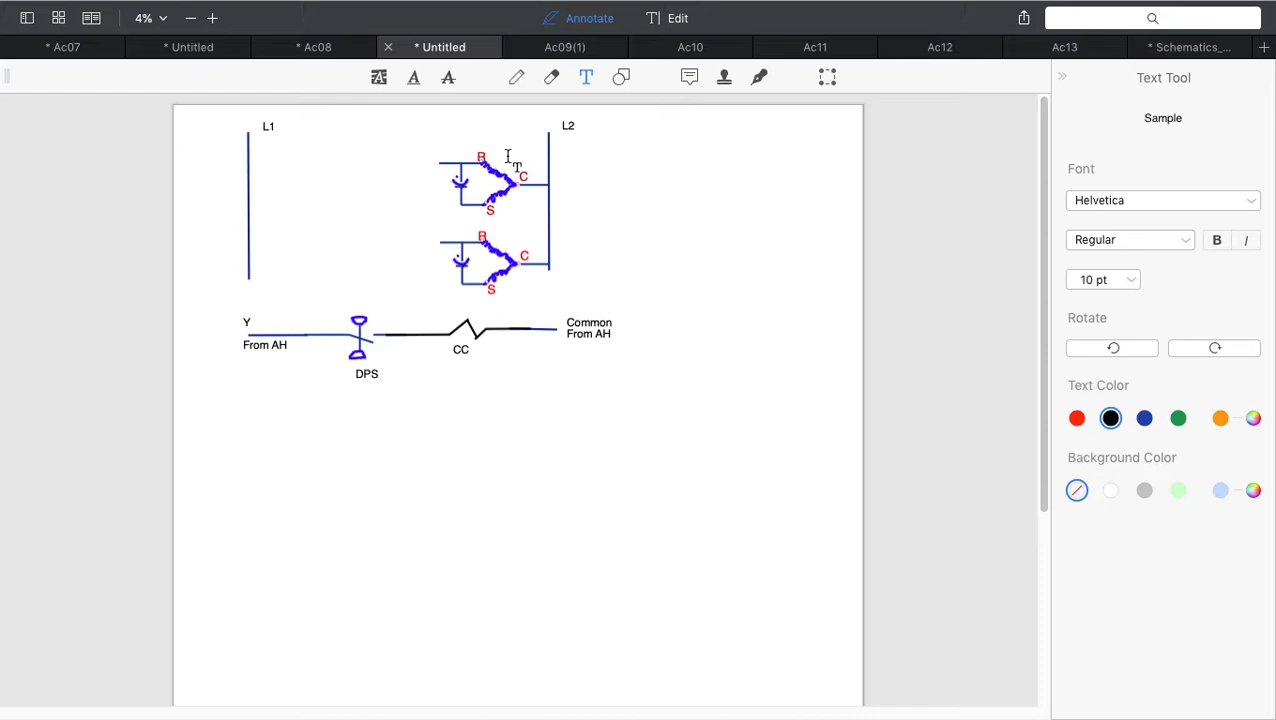 4%
Annotate
Edit
* Ac07
* Untitled
* Ac08
* Untitled
Ac09(1)
Ac10
Ac11
Ac12
Ac13
* Schematics_...
Text Tool
Sample
Font
Helvetica
Regular
B
I
10 pt
Rotate
Text Color
Background Color
L1
L2
R
C
S
R
C
S
Y
From AH
DPS
CC
Common
From AH